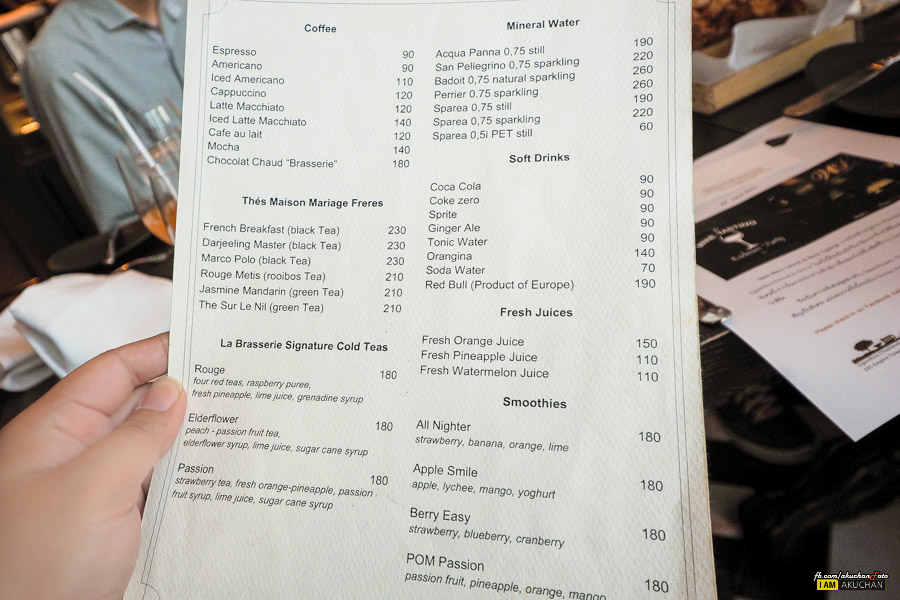 Coffee
Espresso 90
Americano 90
Iced Americano 110
Cappuccino 120
Latte Macchiato 120
Iced Latte Macchiato 140
Cafe au lait 120
Mocha 140
Chocolat Chaud "Brasserie" 180
Thés Maison Mariage Freres
French Breakfast (black Tea) 230
Darjeeling Master (black Tea) 230
Marco Polo (black Tea) 230
Rouge Metis (rooibos Tea) 210
Jasmine Mandarin (green Tea) 210
The Sur Le Nil (green Tea) 210
La Brasserie Signature Cold Teas
Rouge 180
four red teas, raspberry puree,
fresh pineapple, lime juice, grenadine syrup
Elderflower 180
peach - passion fruit tea,
elderflower syrup, lime juice, sugar cane syrup
Passion 180
strawberry tea, fresh orange-pineapple, passion
fruit syrup, lime juice, sugar cane syrup
Mineral Water
Acqua Panna 0,75 still 190
San Pellegrino 0,75 sparkling 220
Badoit 0,75 natural sparkling 260
Perrier 0.75 sparkling 260
Sparea 0.75 still 190
Sparea 0,75 sparkling 220
Sparea 0,5l PET still 60
Soft Drinks
Coca Cola 90
Coke zero 90
Sprite 90
Ginger Ale 90
Tonic Water 90
Orangina 140
Soda Water 70
Red Bull (Product of Europe) 190
Fresh Juices
Fresh Orange Juice 150
Fresh Pineapple Juice 110
Fresh Watermelon Juice 110
Smoothies
All Nighter 180
strawberry, banana, orange, lime
Apple Smile 180
apple, lychee, mango, yoghurt
Berry Easy 180
strawberry, blueberry, cranberry
POM Passion 180
passion fruit, pineapple, orange, mango
fb.com/akuchanFoto
I AM AKUCHAN